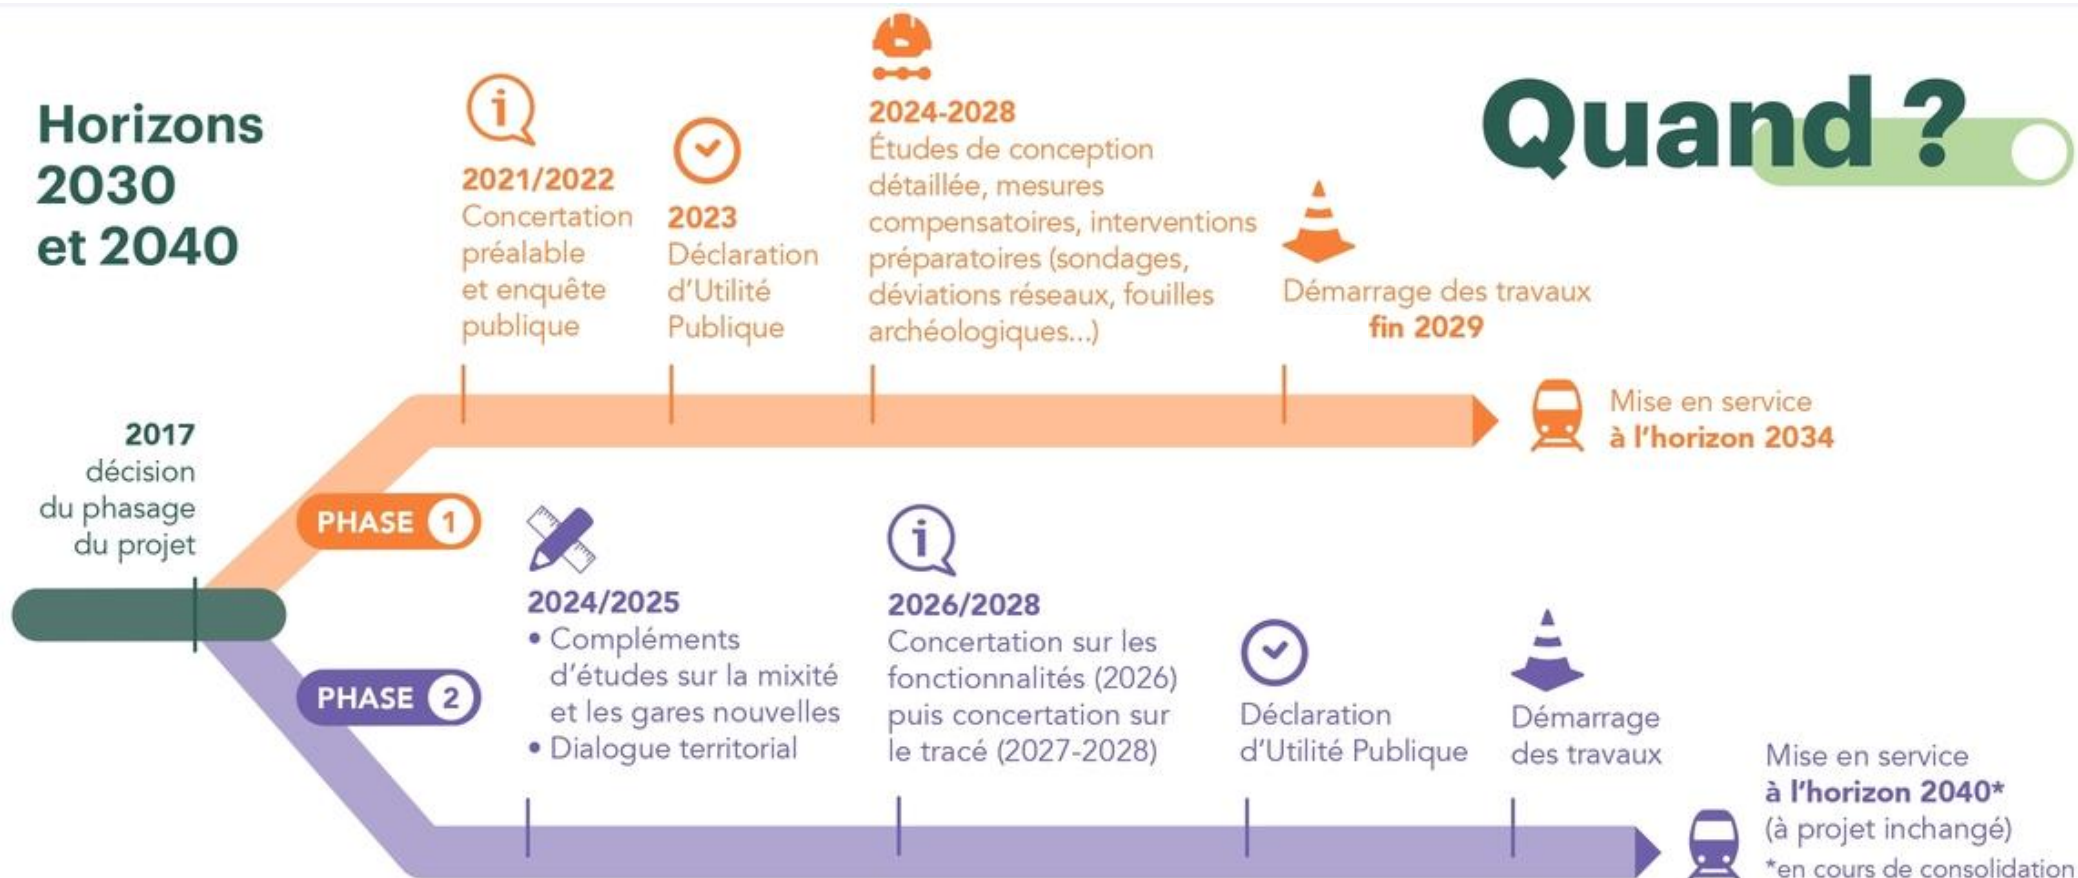 Horizons
2030
et 2040
Quand ?
2017
décision
du phasage
du projet
PHASE 1
2021/2022
Concertation
préalable
et enquête
publique
2023
Déclaration
d'Utilité
Publique
2024-2028
Études de conception
détaillée, mesures
compensatoires, interventions
préparatoires (sondages,
déviations réseaux, fouilles
archéologiques...)
Démarrage des travaux
fin 2029
Mise en service
à l'horizon 2034
PHASE 2
2024/2025
• Compléments
d'études sur la mixité
et les gares nouvelles
• Dialogue territorial
2026/2028
Concertation sur les
fonctionnalités (2026)
puis concertation sur
le tracé (2027-2028)
Déclaration
d'Utilité Publique
Démarrage
des travaux
Mise en service
à l'horizon 2040*
(à projet inchangé)
*en cours de consolidation